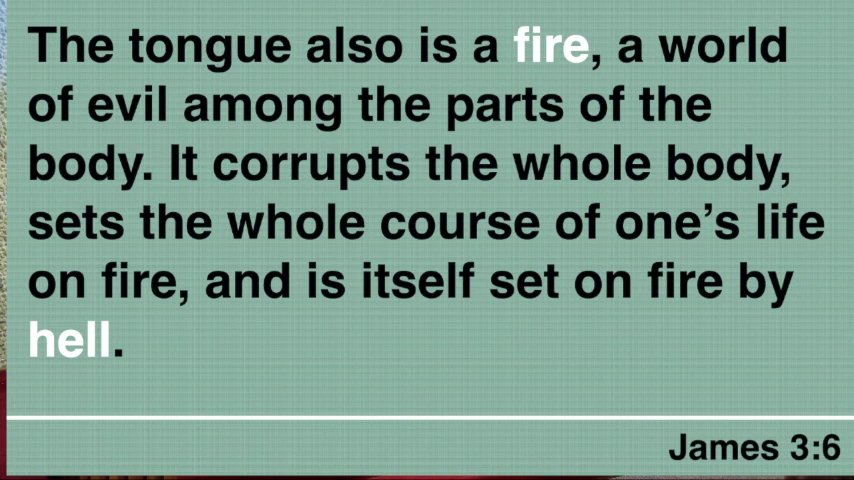 The tongue also is a fire, a world
of evil among the parts of the
body. It corrupts the whole body,
sets the whole course of one’s life
on fire, and is itself set on fire by
hell.
James 3:6